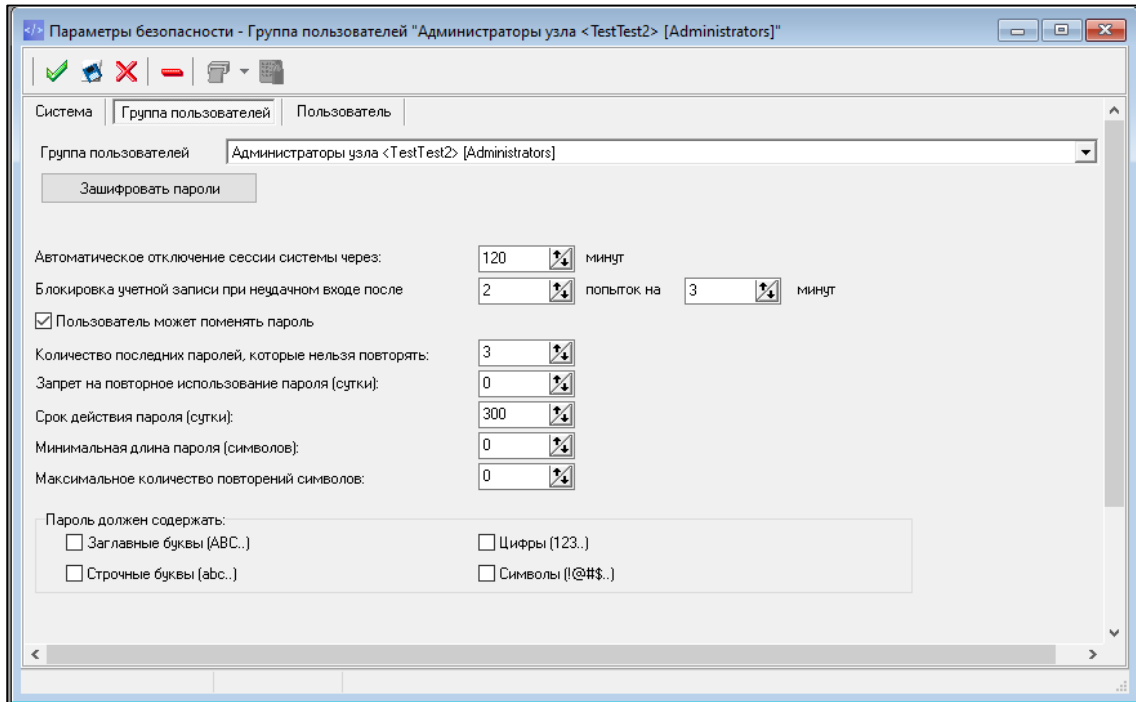 Параметры безопасности - Группа пользователей "Администраторы узла <TestTest2> [Administrators]"
Система Группа пользователей Пользователь
Группа пользователей Администраторы узла <TestTest2> [Administrators]
Зашифровать пароли
Автоматическое отключение сессии системы через: 120 минут
Блокировка учетной записи при неудачном входе после 2 попыток на 3 минут
Пользователь может поменять пароль
Количество последних паролей, которые нельзя повторять: 3
Запрет на повторное использование пароля (сутки): 0
Срок действия пароля (сутки): 300
Минимальная длина пароля (символов): 0
Максимальное количество повторений символов: 0
Пароль должен содержать:
Заглавные буквы (ABC..) Цифры (123..)
Строчные буквы (abc..) Символы (!@#$..)